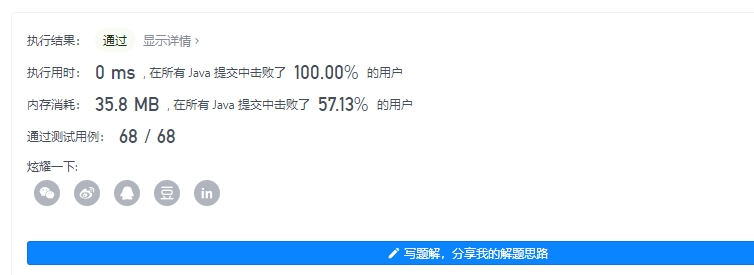 执行结果： 通过 显示详情 ›
执行用时： 0 ms , 在所有 Java 提交中击败了 100.00% 的用户
内存消耗： 35.8 MB , 在所有 Java 提交中击败了 57.13% 的用户
通过测试用例： 68 / 68
炫耀一下:
豆 in
写题解，分享我的解题思路